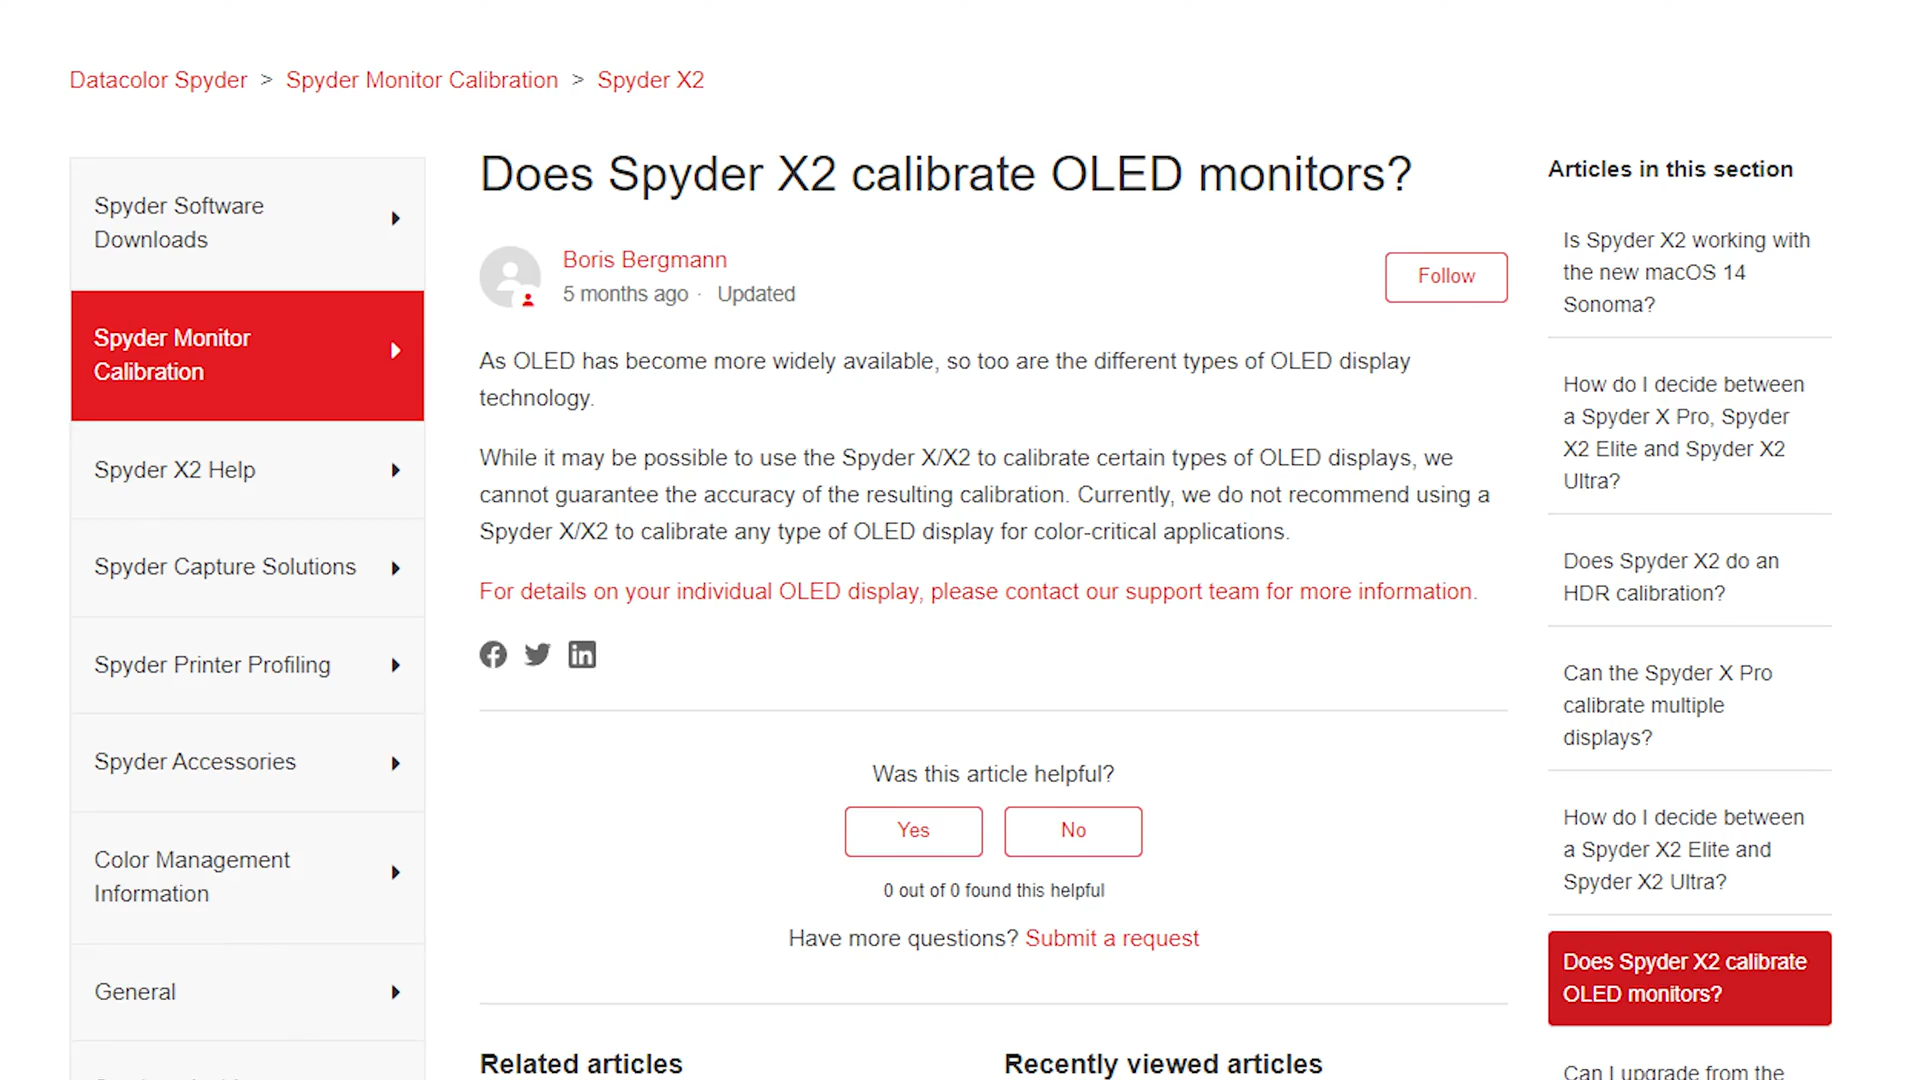 Datacolor Spyder > Spyder Monitor Calibration > Spyder X2
Spyder Software
Downloads
Spyder Monitor
Calibration
Spyder X2 Help
Spyder Capture Solutions
Spyder Printer Profiling
Spyder Accessories
Color Management
Information
General
Does Spyder X2 calibrate OLED monitors?
Boris Bergmann
5 months ago · Updated
Follow
As OLED has become more widely available, so too are the different types of OLED display
technology.
While it may be possible to use the Spyder X/X2 to calibrate certain types of OLED displays, we
cannot guarantee the accuracy of the resulting calibration. Currently, we do not recommend using a
Spyder X/X2 to calibrate any type of OLED display for color-critical applications.
For details on your individual OLED display, please contact our support team for more information.
Was this article helpful?
Yes
No
0 out of 0 found this helpful
Have more questions? Submit a request
Related articles
Recently viewed articles
Articles in this section
Is Spyder X2 working with
the new macOS 14
Sonoma?
How do I decide between
a Spyder X Pro, Spyder
X2 Elite and Spyder X2
Ultra?
Does Spyder X2 do an
HDR calibration?
Can the Spyder X Pro
calibrate multiple
displays?
How do I decide between
a Spyder X2 Elite and
Spyder X2 Ultra?
Does Spyder X2 calibrate
OLED monitors?
Can I upgrade from the